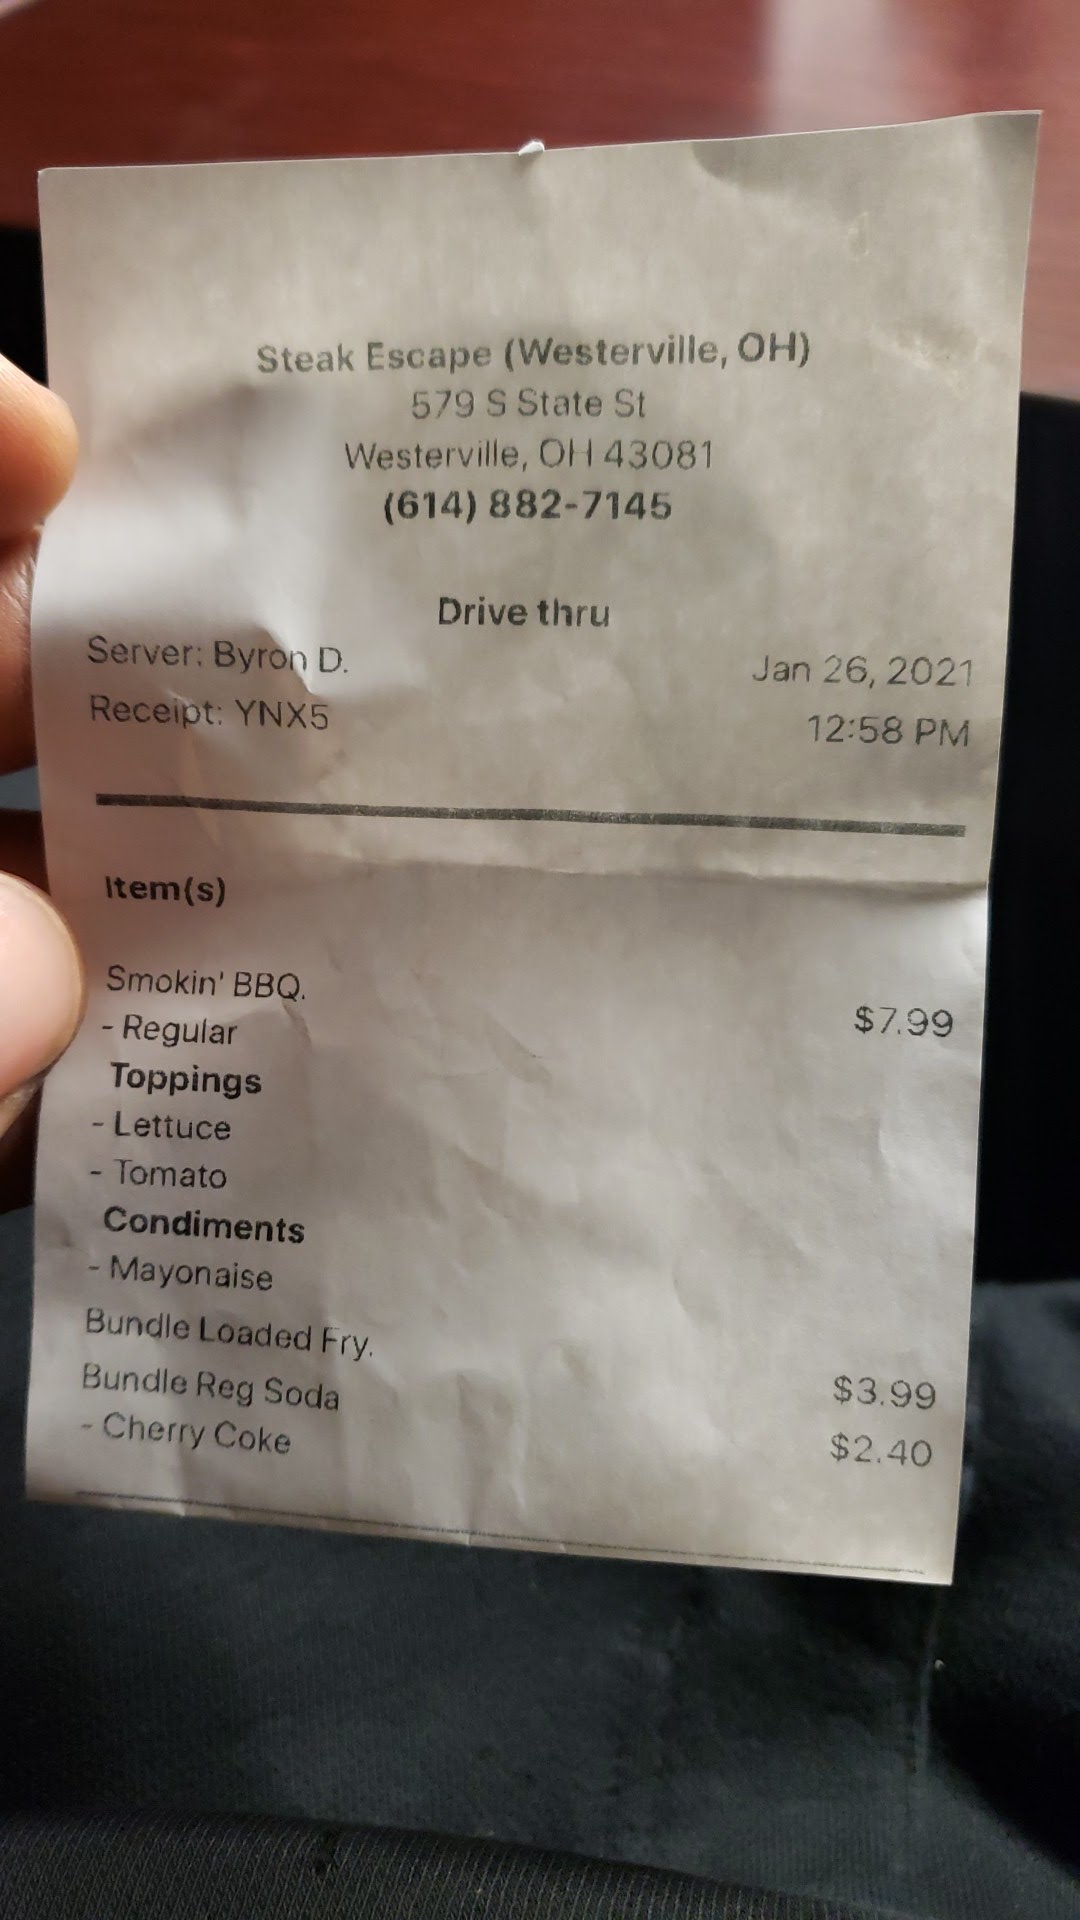 Steak Escape (Westerville, OH)
579 S State St
Westerville, OH 43081
(614) 882-7145
Drive thru
Server: Byron D.
Jan 26, 2021
Receipt: YNX5
12:58 PM
Item(s)
Smokin' BBQ.
$7.99
- Regular
Toppings
- Lettuce
- Tomato
Condiments
- Mayonaise
Bundle Loaded Fry.
$3.99
Bundle Reg Soda
$2.40
- Cherry Coke